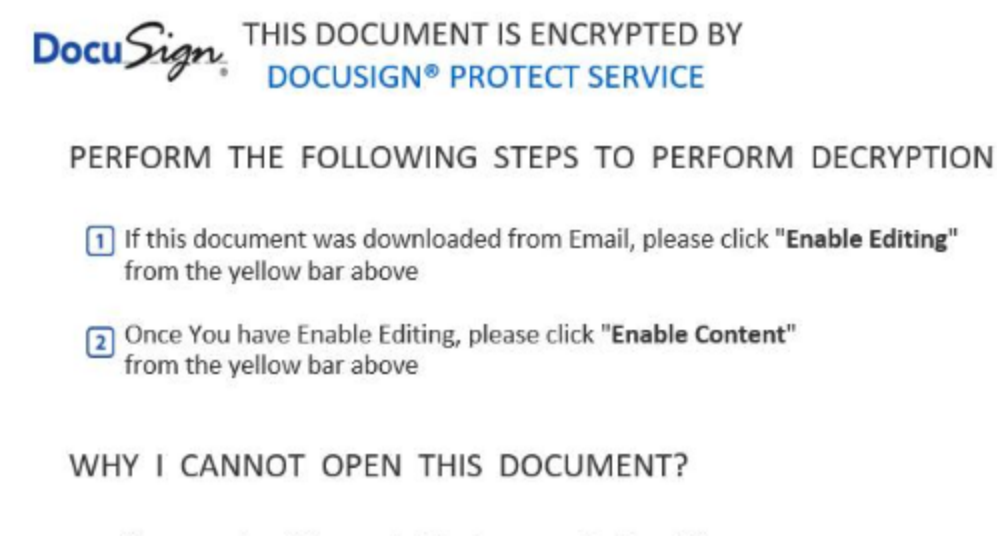 DocuSign®
THIS DOCUMENT IS ENCRYPTED BY
DOCUSIGN® PROTECT SERVICE
PERFORM THE FOLLOWING STEPS TO PERFORM DECRYPTION
1 If this document was downloaded from Email, please click "Enable Editing"
from the yellow bar above
2 Once You have Enable Editing, please click "Enable Content"
from the yellow bar above
WHY I CANNOT OPEN THIS DOCUMENT?